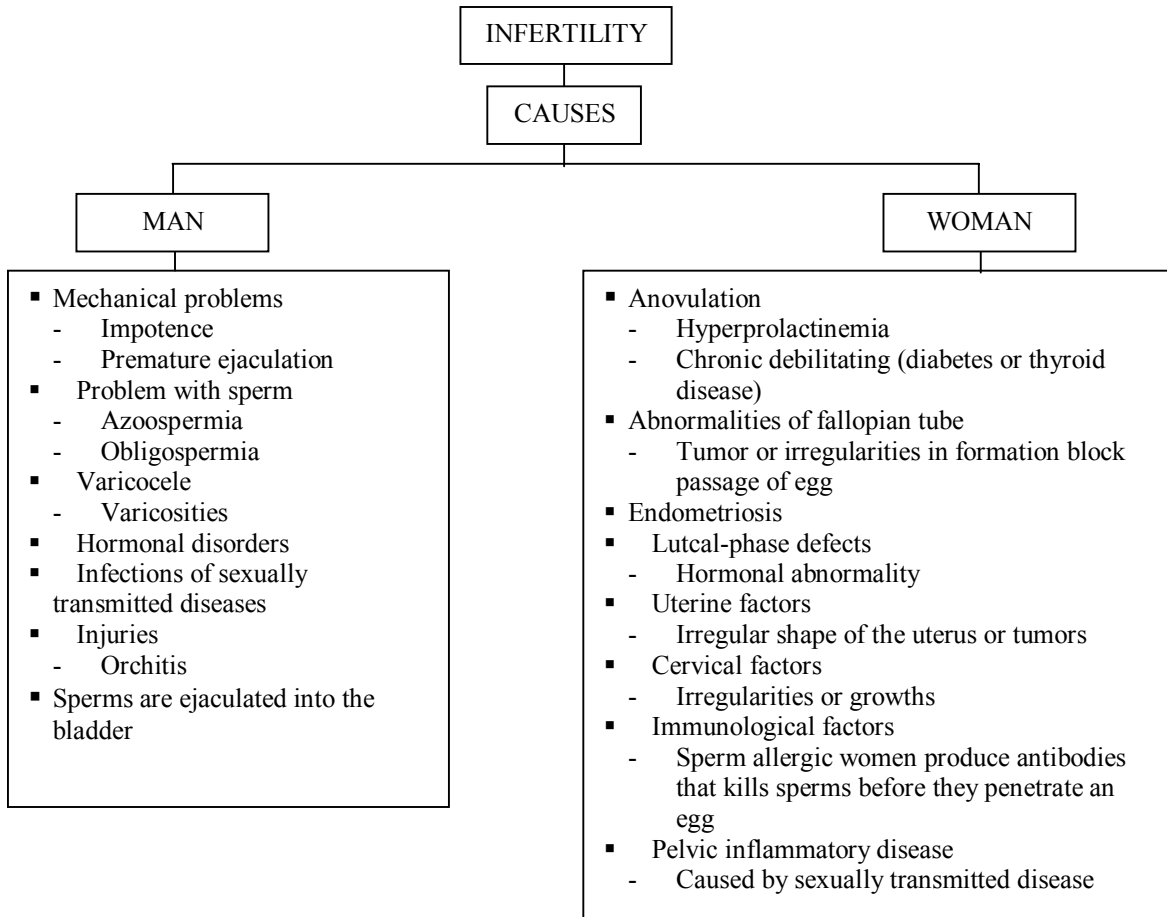 INFERTILITY
CAUSES
MAN
▪ Mechanical problems
- Impotence
- Premature ejaculation
▪ Problem with sperm
- Azoospermia
- Obligospermia
▪ Varicocele
- Varicosities
▪ Hormonal disorders
▪ Infections of sexually
transmitted diseases
▪ Injuries
- Orchitis
▪ Sperms are ejaculated into the
bladder
WOMAN
▪ Anovulation
- Hyperprolactinemia
- Chronic debilitating (diabetes or thyroid
disease)
▪ Abnormalities of fallopian tube
- Tumor or irregularities in formation block
passage of egg
▪ Endometriosis
▪ Lutcal-phase defects
- Hormonal abnormality
▪ Uterine factors
- Irregular shape of the uterus or tumors
▪ Cervical factors
- Irregularities or growths
▪ Immunological factors
- Sperm allergic women produce antibodies
that kills sperms before they penetrate an
egg
▪ Pelvic inflammatory disease
- Caused by sexually transmitted disease